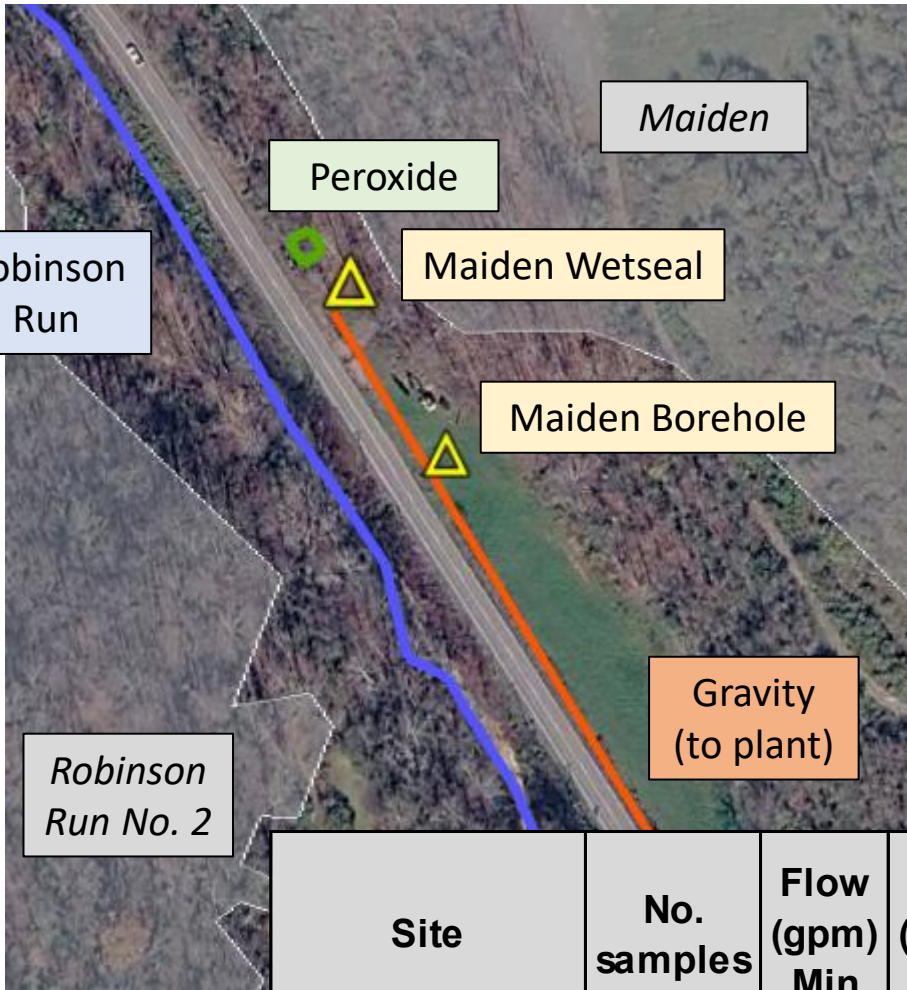 Maiden
Peroxide
Maiden Wetseal
obinson
Run
Maiden Borehole
Gravity
(to plant)
Robinson
Run No. 2
Site
No.
samples
Flow
(gpm)
Min
(